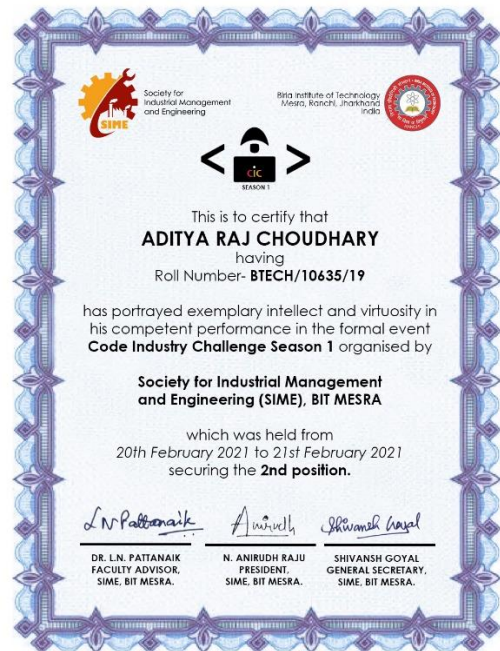 Society for
Industrial Management
and Engineering
SIME
Birla Institute of Technology
Mesra, Ranchi, Jharkhand
India
< >
cic
SEASON 1
This is to certify that
ADITYA RAJ CHOUDHARY
having
Roll Number- BTECH/10635/19
has portrayed exemplary intellect and virtuosity in
his competent performance in the formal event
Code Industry Challenge Season 1 organised by
Society for Industrial Management
and Engineering (SIME), BIT MESRA
which was held from
20th February 2021 to 21st February 2021
securing the 2nd position.
L N Pattanaik
Anirudh
Shivansh Goyal
DR. L.N. PATTANAIK
FACULTY ADVISOR,
SIME, BIT MESRA.
N. ANIRUDH RAJU
PRESIDENT,
SIME, BIT MESRA.
SHIVANSH GOYAL
GENERAL SECRETARY,
SIME, BIT MESRA.